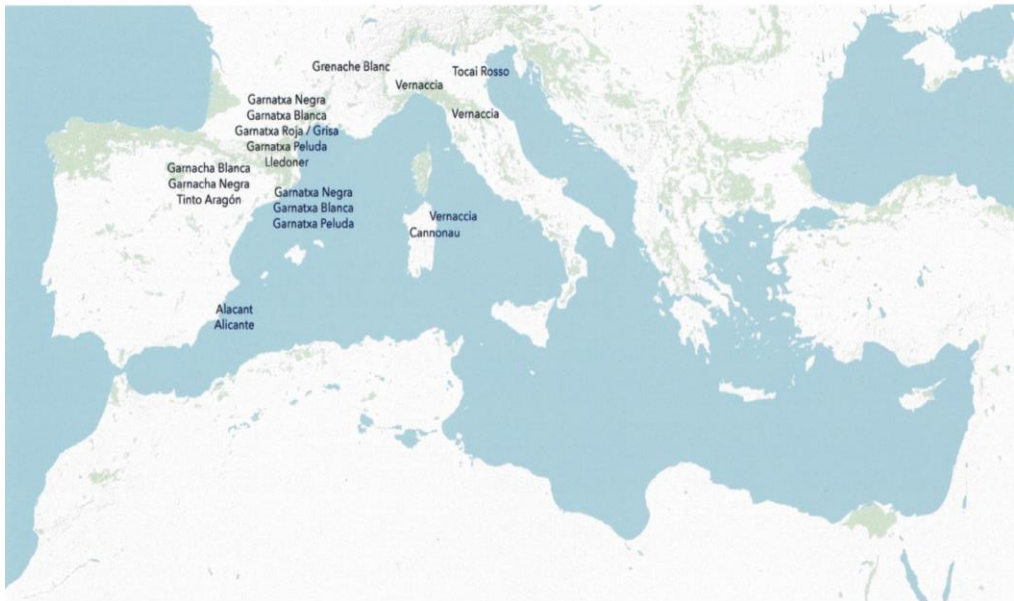 Grenache Blanc
Tocai Rosso
Vernaccia
Garnatxa Negra
Garnatxa Blanca
Garnatxa Roja / Grisa
Garnatxa Peluda
Lledoner
Vernaccia
Garnacha Blanca
Garnacha Negra
Tinto Aragón
Garnatxa Negra
Garnatxa Blanca
Garnatxa Peluda
Vernaccia
Cannonau
Alacant
Alicante